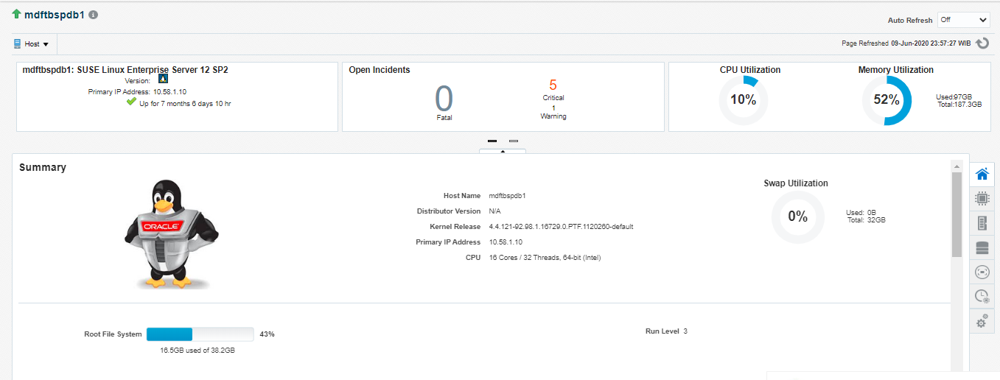 mdftbspdb1
Auto Refresh Off
Host
Page Refreshed 09-Jun-2020 23:57:27 WIB
mdftbspdb1: SUSE Linux Enterprise Server 12 SP2
Version:
Primary IP Address: 10.58.1.10
Up for 7 months 6 days 10 hr
Open Incidents
0
Fatal
5
Critical
1
Warning
CPU Utilization
10%
Memory Utilization
52%
Used:97GB
Total:187.3GB
Summary
ORACLE
Host Name mdftbspdb1
Distributor Version N/A
Kernel Release 4.4.121-92.98.1.16729.0.PTF.1120260-default
Primary IP Address 10.58.1.10
CPU 16 Cores / 32 Threads, 64-bit (Intel)
Swap Utilization
0%
Used: 0B
Total: 32GB
Root File System 43%
16.5GB used of 38.2GB
Run Level 3